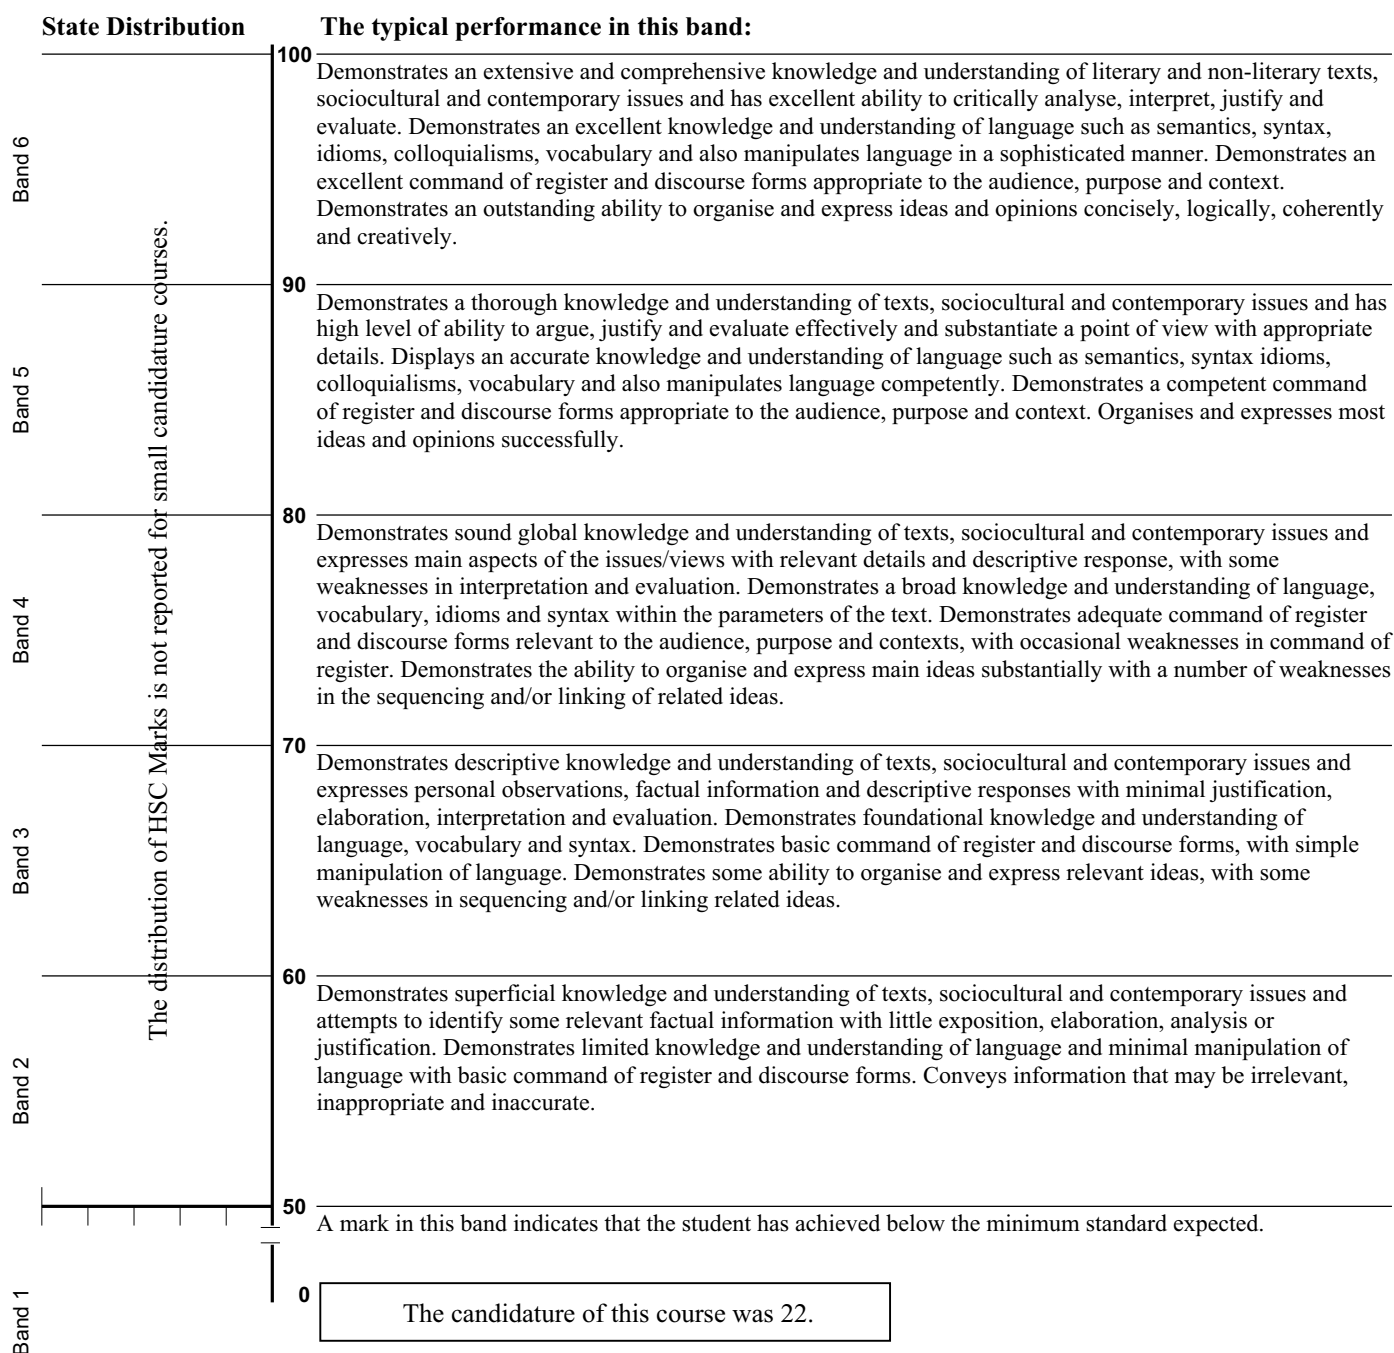 State Distribution
The typical performance in this band:
100
Band 6
Demonstrates an extensive and comprehensive knowledge and understanding of literary and non-literary texts,
sociocultural and contemporary issues and has excellent ability to critically analyse, interpret, justify and
evaluate. Demonstrates an excellent knowledge and understanding of language such as semantics, syntax,
idioms, colloquialisms, vocabulary and also manipulates language in a sophisticated manner. Demonstrates an
excellent command of register and discourse forms appropriate to the audience, purpose and context.
Demonstrates an outstanding ability to organise and express ideas and opinions concisely, logically, coherently
and creatively.
The distribution of HSC Marks is not reported for small candidature courses.
90
Band 5
Demonstrates a thorough knowledge and understanding of texts, sociocultural and contemporary issues and has
high level of ability to argue, justify and evaluate effectively and substantiate a point of view with appropriate
details. Displays an accurate knowledge and understanding of language such as semantics, syntax idioms,
colloquialisms, vocabulary and also manipulates language competently. Demonstrates a competent command
of register and discourse forms appropriate to the audience, purpose and context. Organises and expresses most
ideas and opinions successfully.
80
Band 4
Demonstrates sound global knowledge and understanding of texts, sociocultural and contemporary issues and
expresses main aspects of the issues/views with relevant details and descriptive response, with some
weaknesses in interpretation and evaluation. Demonstrates a broad knowledge and understanding of language,
vocabulary, idioms and syntax within the parameters of the text. Demonstrates adequate command of register
and discourse forms relevant to the audience, purpose and contexts, with occasional weaknesses in command of
register. Demonstrates the ability to organise and express main ideas substantially with a number of weaknesses
in the sequencing and/or linking of related ideas.
70
Band 3
Demonstrates descriptive knowledge and understanding of texts, sociocultural and contemporary issues and
expresses personal observations, factual information and descriptive responses with minimal justification,
elaboration, interpretation and evaluation. Demonstrates foundational knowledge and understanding of
language, vocabulary and syntax. Demonstrates basic command of register and discourse forms, with simple
manipulation of language. Demonstrates some ability to organise and express relevant ideas, with some
weaknesses in sequencing and/or linking related ideas.
60
Band 2
Demonstrates superficial knowledge and understanding of texts, sociocultural and contemporary issues and
attempts to identify some relevant factual information with little exposition, elaboration, analysis or
justification. Demonstrates limited knowledge and understanding of language and minimal manipulation of
language with basic command of register and discourse forms. Conveys information that may be irrelevant,
inappropriate and inaccurate.
50
A mark in this band indicates that the student has achieved below the minimum standard expected.
Band 1
0
The candidature of this course was 22.